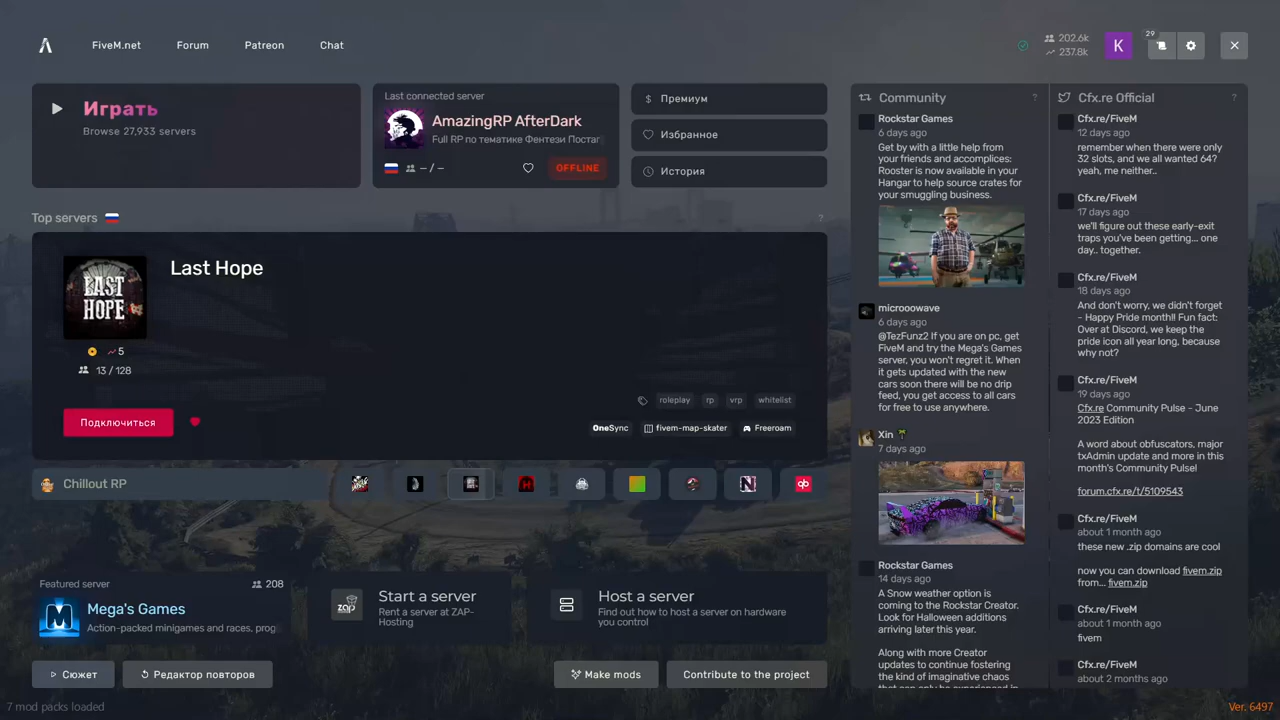 FiveM.net
Forum
Patreon
Chat
202.6k
237.8k
K
29
Играть
Browse 27,933 servers
Last connected server
AmazingRP AfterDark
Full RP по тематике Фентези Постаг
– / –
OFFLINE
$ Премиум
Избранное
История
Top servers
?
LAST
HOPE
Last Hope
5
13 / 128
Подключиться
roleplay
rp
vrp
whitelist
OneSync
fivem-map-skater
Freeroam
Chillout RP
Featured server
208
Mega's Games
Action-packed minigames and races, prog
ZAP
Start a server
Rent a server at ZAP-
Hosting
Host a server
Find out how to host a server on hardware
you control
Сюжет
Редактор повторов
Make mods
Contribute to the project
7 mod packs loaded
Community
?
Rockstar Games
6 days ago
Get by with a little help from
your friends and accomplices:
Rooster is now available in your
Hangar to help source crates for
your smuggling business.
microoowave
6 days ago
@TezFunz2 If you are on pc, get
FiveM and try the Mega's Games
server, you won't regret it. When
it gets updated with the new
cars soon there will be no drip
feed, you get access to all cars
for free to use anywhere.
Xin 🌴
7 days ago
Rockstar Games
14 days ago
A Snow weather option is
coming to the Rockstar Creator.
Look for Halloween additions
arriving later this year.
Along with more Creator
updates to continue fostering
the kind of imaginative chaos
that can only be experienced in
Cfx.re Official
?
Cfx.re/FiveM
12 days ago
remember when there were only
32 slots, and we all wanted 64?
yeah, me neither..
Cfx.re/FiveM
17 days ago
we'll figure out these early-exit
traps you've been getting... one
day.. together.
Cfx.re/FiveM
18 days ago
And don't worry, we didn't forget
- Happy Pride month!! Fun fact:
Over at Discord, we keep the
pride icon all year long, because
why not?
Cfx.re/FiveM
19 days ago
Cfx.re Community Pulse - June
2023 Edition
A word about obfuscators, major
txAdmin update and more in this
month's Community Pulse!
forum.cfx.re/t/5109543
Cfx.re/FiveM
about 1 month ago
these new .zip domains are cool
now you can download fivem.zip
from... fivem.zip
Cfx.re/FiveM
about 1 month ago
fivem
Cfx.re/FiveM
about 2 months ago
Ver. 6497